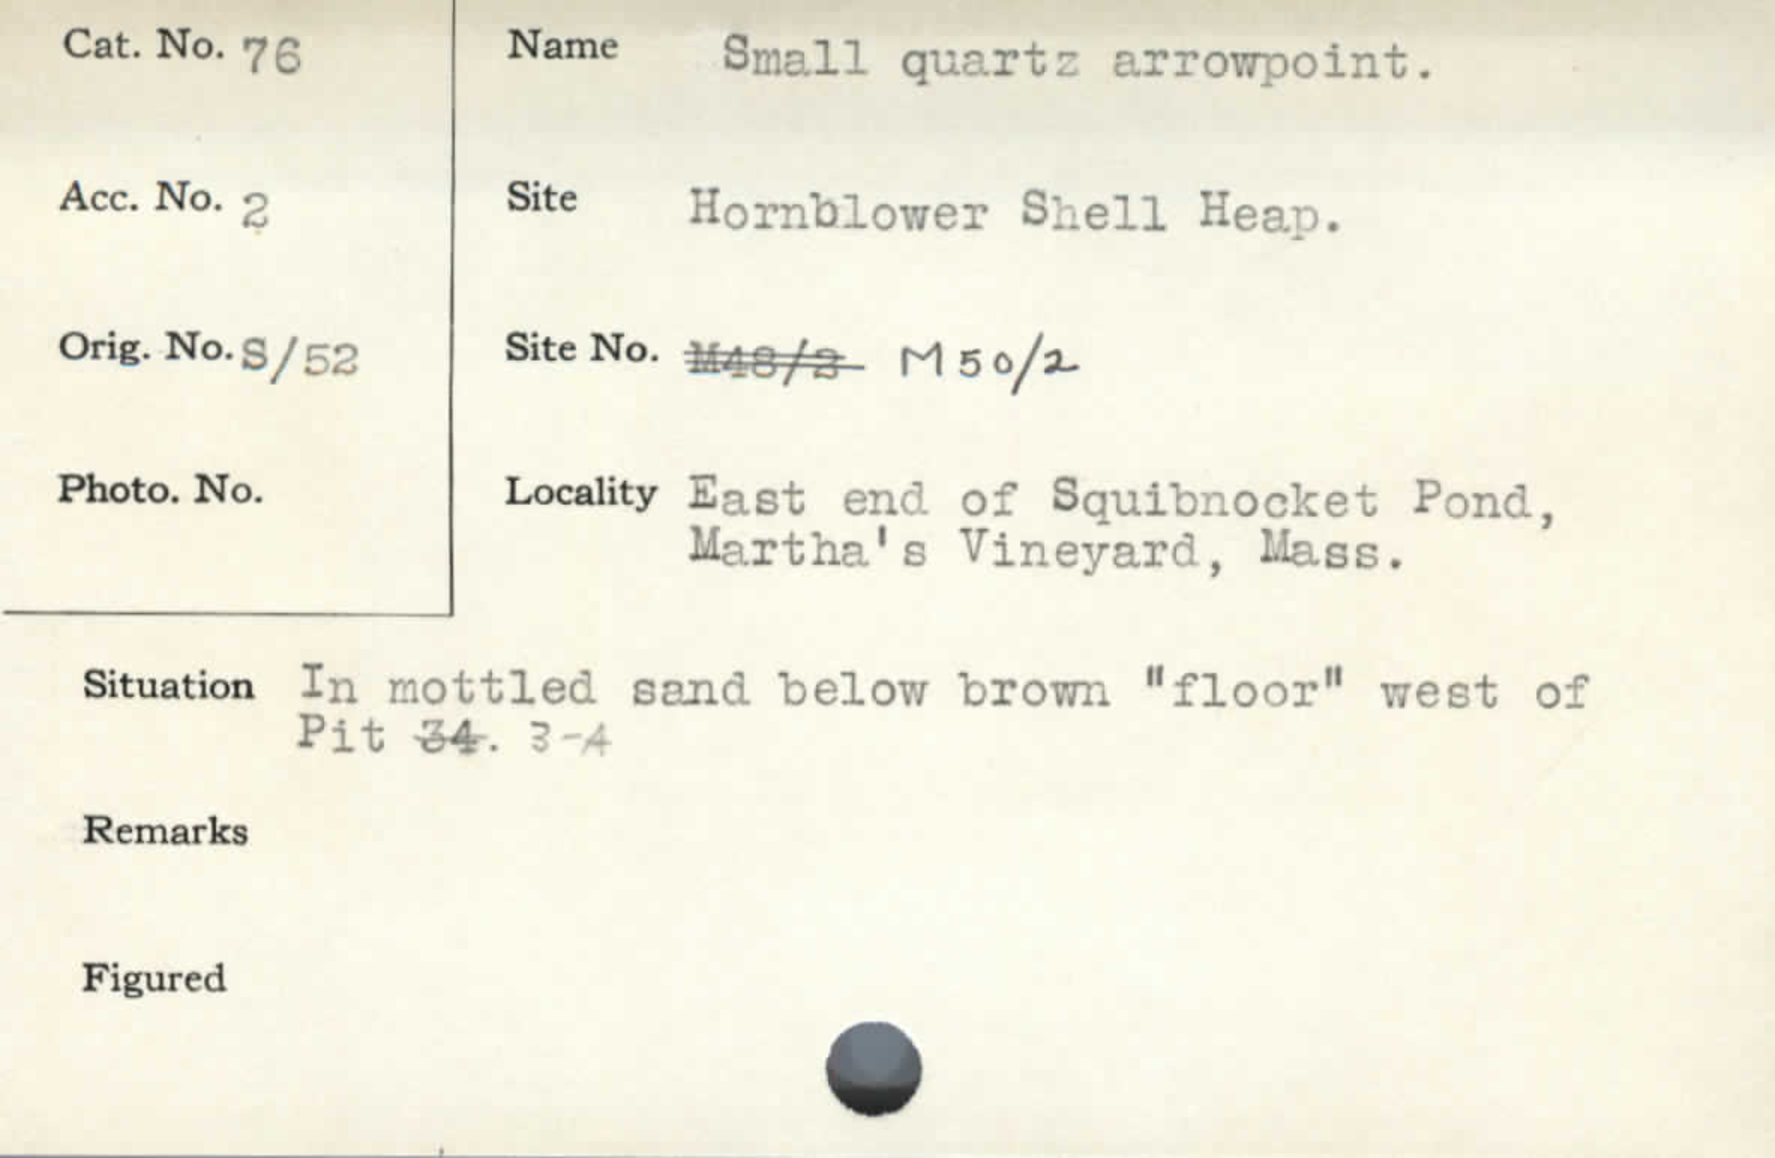 Cat. No. 76
Name Small quartz arrowpoint.
Acc. No. 2
Site Hornblower Shell Heap.
Orig. No. S/52
Site No. M48/2 M50/2
Photo. No.
Locality East end of Squibnocket Pond,
Martha's Vineyard, Mass.
Situation In mottled sand below brown "floor" west of
Pit 34. 3-4
Remarks
Figured